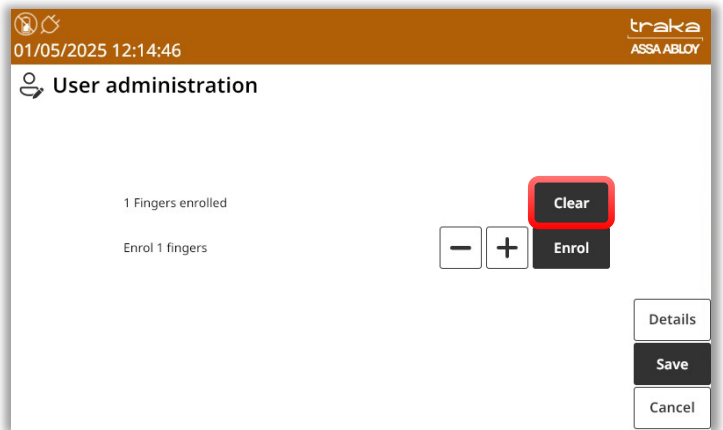 traka
01/05/2025 12:14:46
ASSA ABLOY
User administration
1 Fingers enrolled
Clear
Enrol 1 fingers
Enrol
Details
Save
Cancel